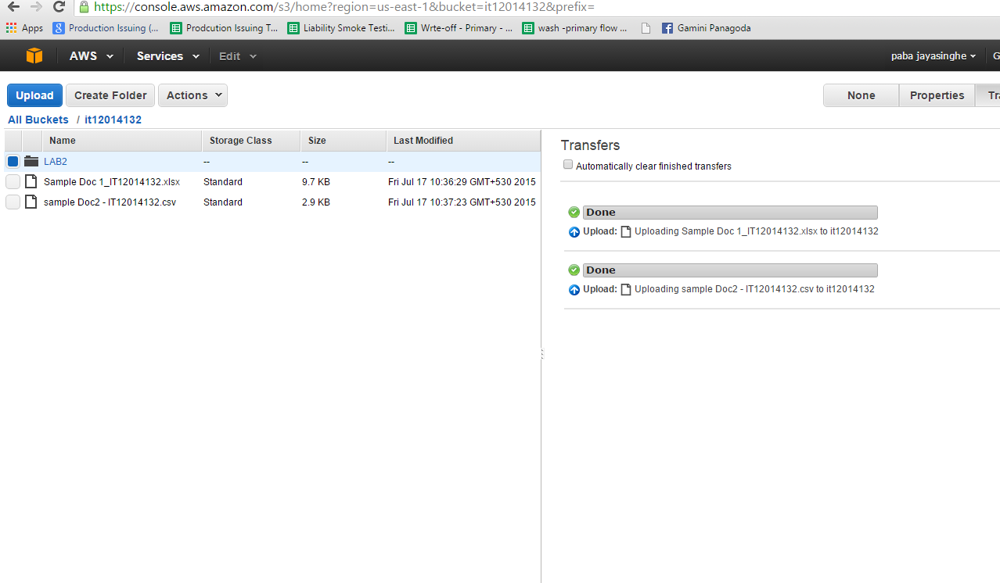 https://console.aws.amazon.com/s3/home?region=us-east-1&bucket=it12014132&prefix=
Apps Production Issuing (... Prodcution Issuing T... Liability Smoke Testi... Wrte-off - Primary - ... wash -primary flow ... Gamini Panagoda
AWS Services Edit paba jayasinghe G
Upload Create Folder Actions None Properties Tra
All Buckets / it12014132
Name Storage Class Size Last Modified
LAB2 -- -- --
Sample Doc 1_IT12014132.xlsx Standard 9.7 KB Fri Jul 17 10:36:29 GMT+530 2015
sample Doc2 - IT12014132.csv Standard 2.9 KB Fri Jul 17 10:37:23 GMT+530 2015
Transfers
Automatically clear finished transfers
Done
Upload: Uploading Sample Doc 1_IT12014132.xlsx to it12014132
Done
Upload: Uploading sample Doc2 - IT12014132.csv to it12014132